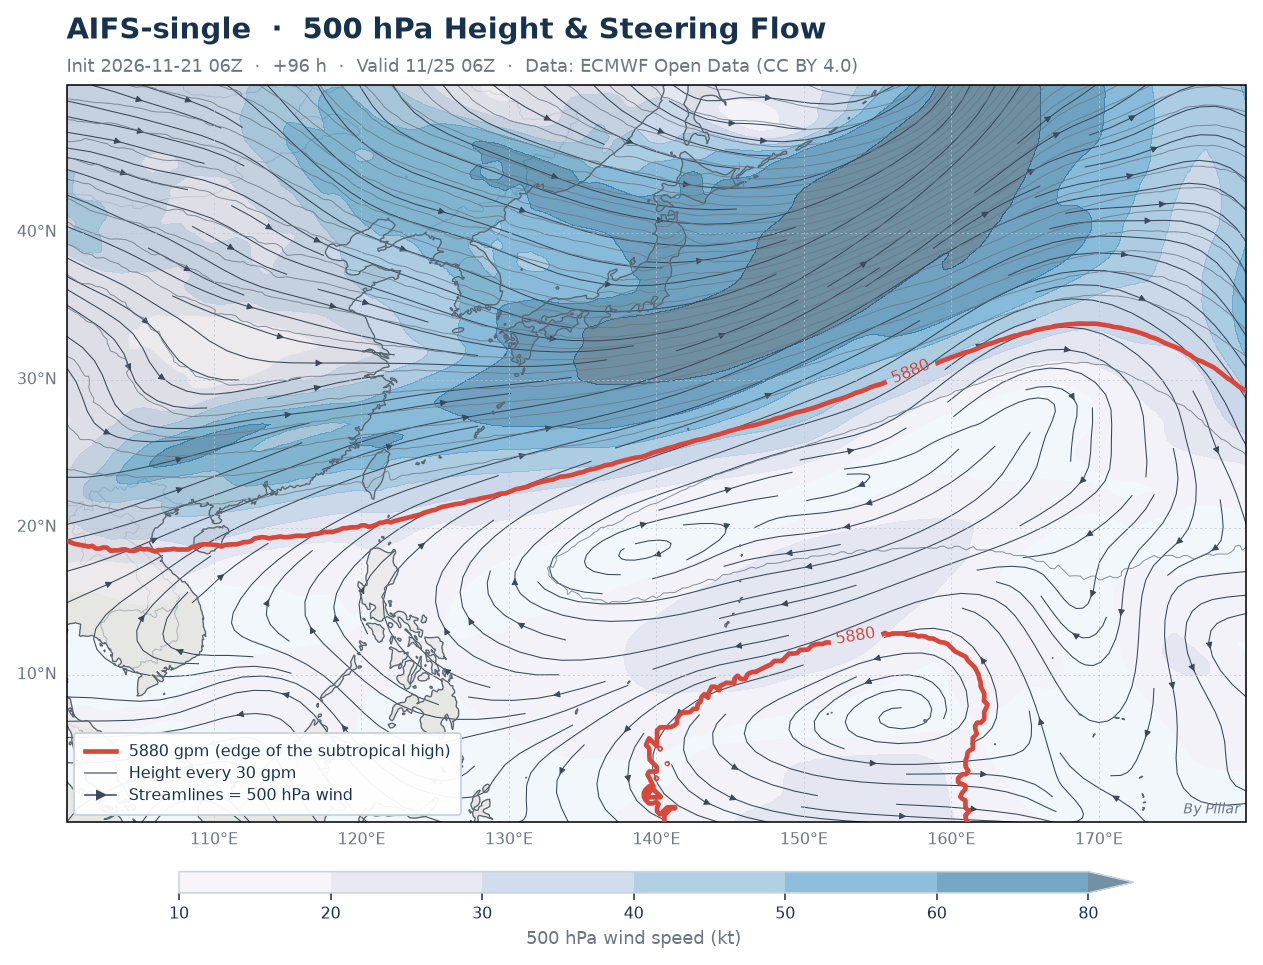 AIFS-single · 500 hPa Height & Steering Flow
Init 2026-11-21 06Z · +96 h · Valid 11/25 06Z · Data: ECMWF Open Data (CC BY 4.0)
40°N
30°N
20°N
10°N
5880
5880
5880 gpm (edge of the subtropical high)
Height every 30 gpm
Streamlines = 500 hPa wind
By Pillar
110°E 120°E 130°E 140°E 150°E 160°E 170°E
10 20 30 40 50 60 80
500 hPa wind speed (kt)